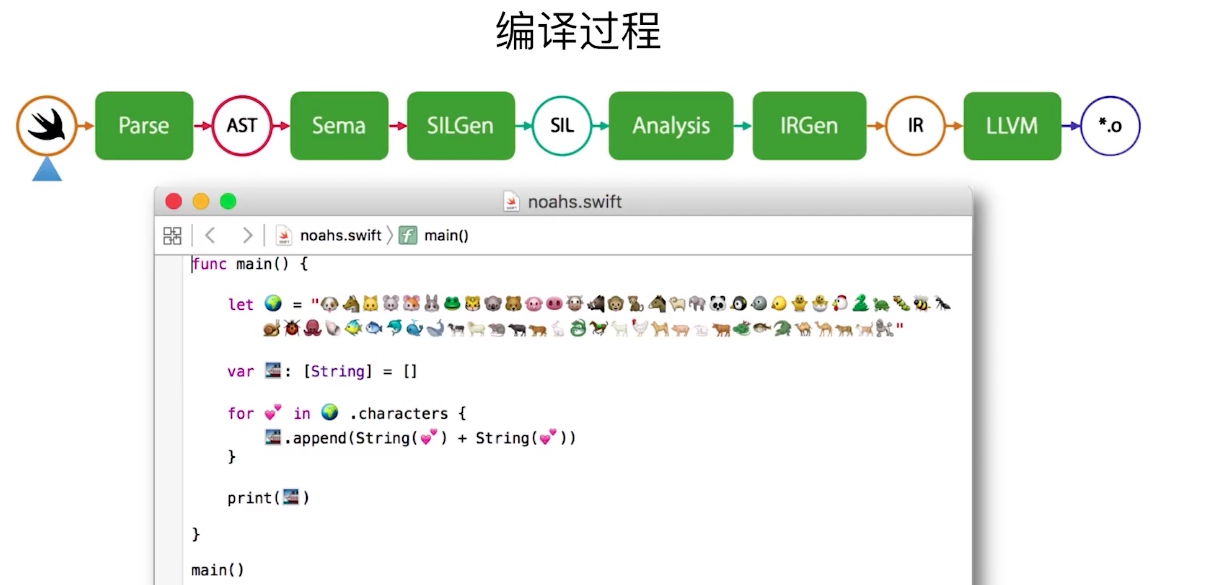 编译过程
Parse AST Sema SILGen SIL Analysis IRGen IR LLVM *.o
noahs.swift
noahs.swift main()
func main() {
let 🌍 = "🐶🐴🐱🐭🐹🐰🐸🐯🐨🐻🐷🐽🐮🐗🐵🐒🐴🐑🐘🐼🐧🐦🐤🐥🐣🐔🐍🐢🐛🐝🐜
🐞🐌🐙🐚🐠🐟🐬🐳🐋🐄🐏🐀🐃🐅🐇🐉🐎🐐🐓🐕🐖🐁🐂🐲🐡🐊🐫🐪🐆🐈🐩"
var 🚢: [String] = []
for 💕 in 🌍 .characters {
🚢.append(String(💕) + String(💕))
}
print(🚢)
}
main()